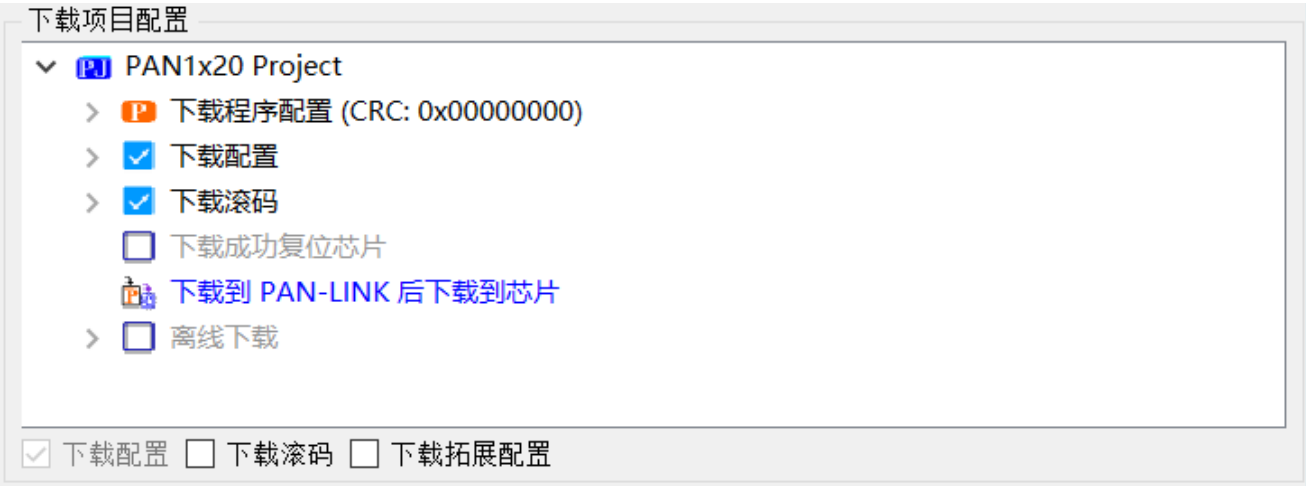 下载项目配置
PJ PAN1x20 Project
P 下载程序配置 (CRC: 0x00000000)
下载配置
下载滚码
下载成功复位芯片
下载到 PAN-LINK 后下载到芯片
离线下载
下载配置 下载滚码 下载拓展配置